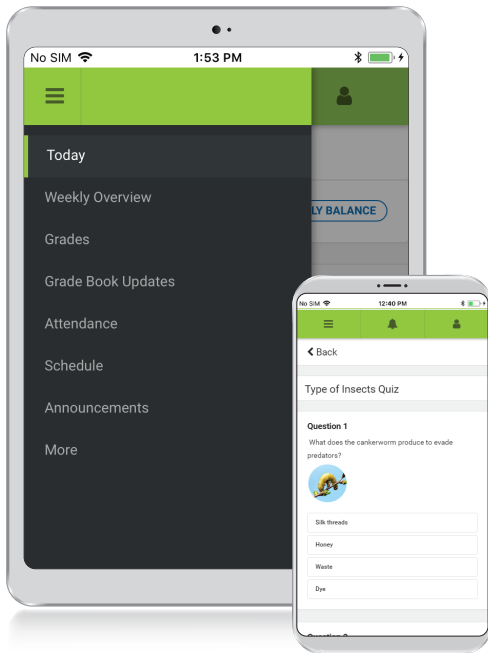 No SIM 1:53 PM
Today
LY BALANCE
Weekly Overview
Grades
Grade Book Updates
Attendance
Schedule
Announcements
More
No SIM 12:40 PM
Back
Type of Insects Quiz
Question 1
What does the cankerworm produce to evade
predators?
Silk threads
Honey
Waste
Dye